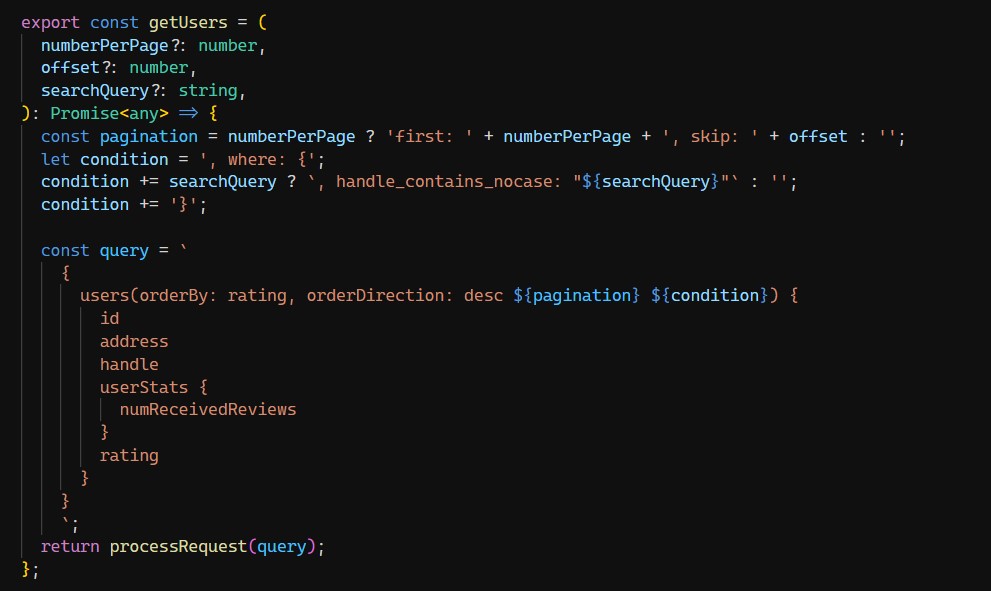 export const getUsers = (
  numberPerPage?: number,
  offset?: number,
  searchQuery?: string,
): Promise<any> => {
  const pagination = numberPerPage ? 'first: ' + numberPerPage + ', skip: ' + offset : '';
  let condition = ', where: {';
  condition += searchQuery ? `, handle_contains_nocase: "${searchQuery}"` : '';
  condition += '}';

  const query = `
    {
      users(orderBy: rating, orderDirection: desc ${pagination} ${condition}) {
        id
        address
        handle
        userStats {
          numReceivedReviews
        }
        rating
      }
    }
    `;
  return processRequest(query);
};